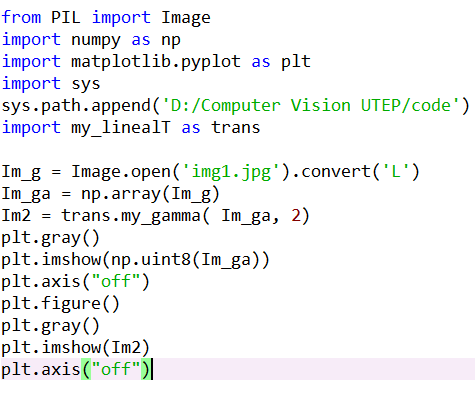 from PIL import Image
import numpy as np
import matplotlib.pyplot as plt
import sys
sys.path.append('D:/Computer Vision UTEP/code')
import my_linealT as trans
Im_g = Image.open('img1.jpg').convert('L')
Im_ga = np.array(Im_g)
Im2 = trans.my_gamma( Im_ga, 2)
plt.gray()
plt.imshow(np.uint8(Im_ga))
plt.axis("off")
plt.figure()
plt.gray()
plt.imshow(Im2)
plt.axis("off")